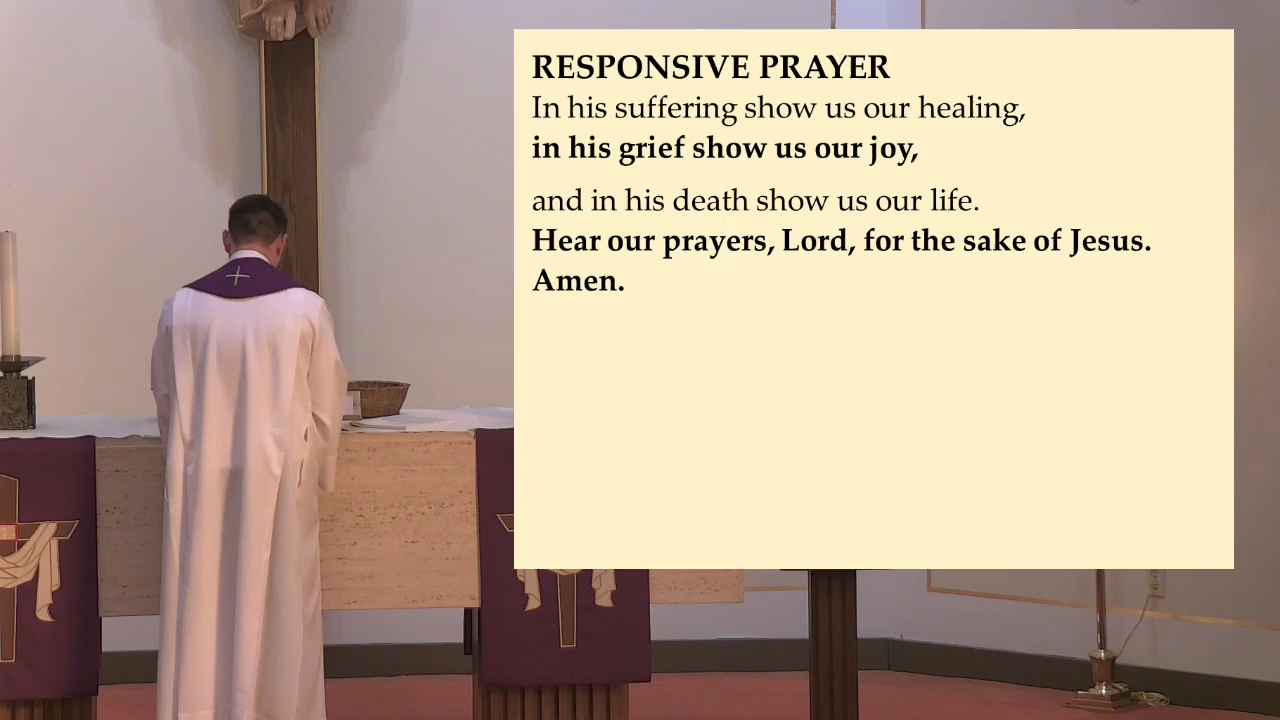 RESPONSIVE PRAYER
In his suffering show us our healing,
in his grief show us our joy,
and in his death show us our life.
Hear our prayers, Lord, for the sake of Jesus.
Amen.